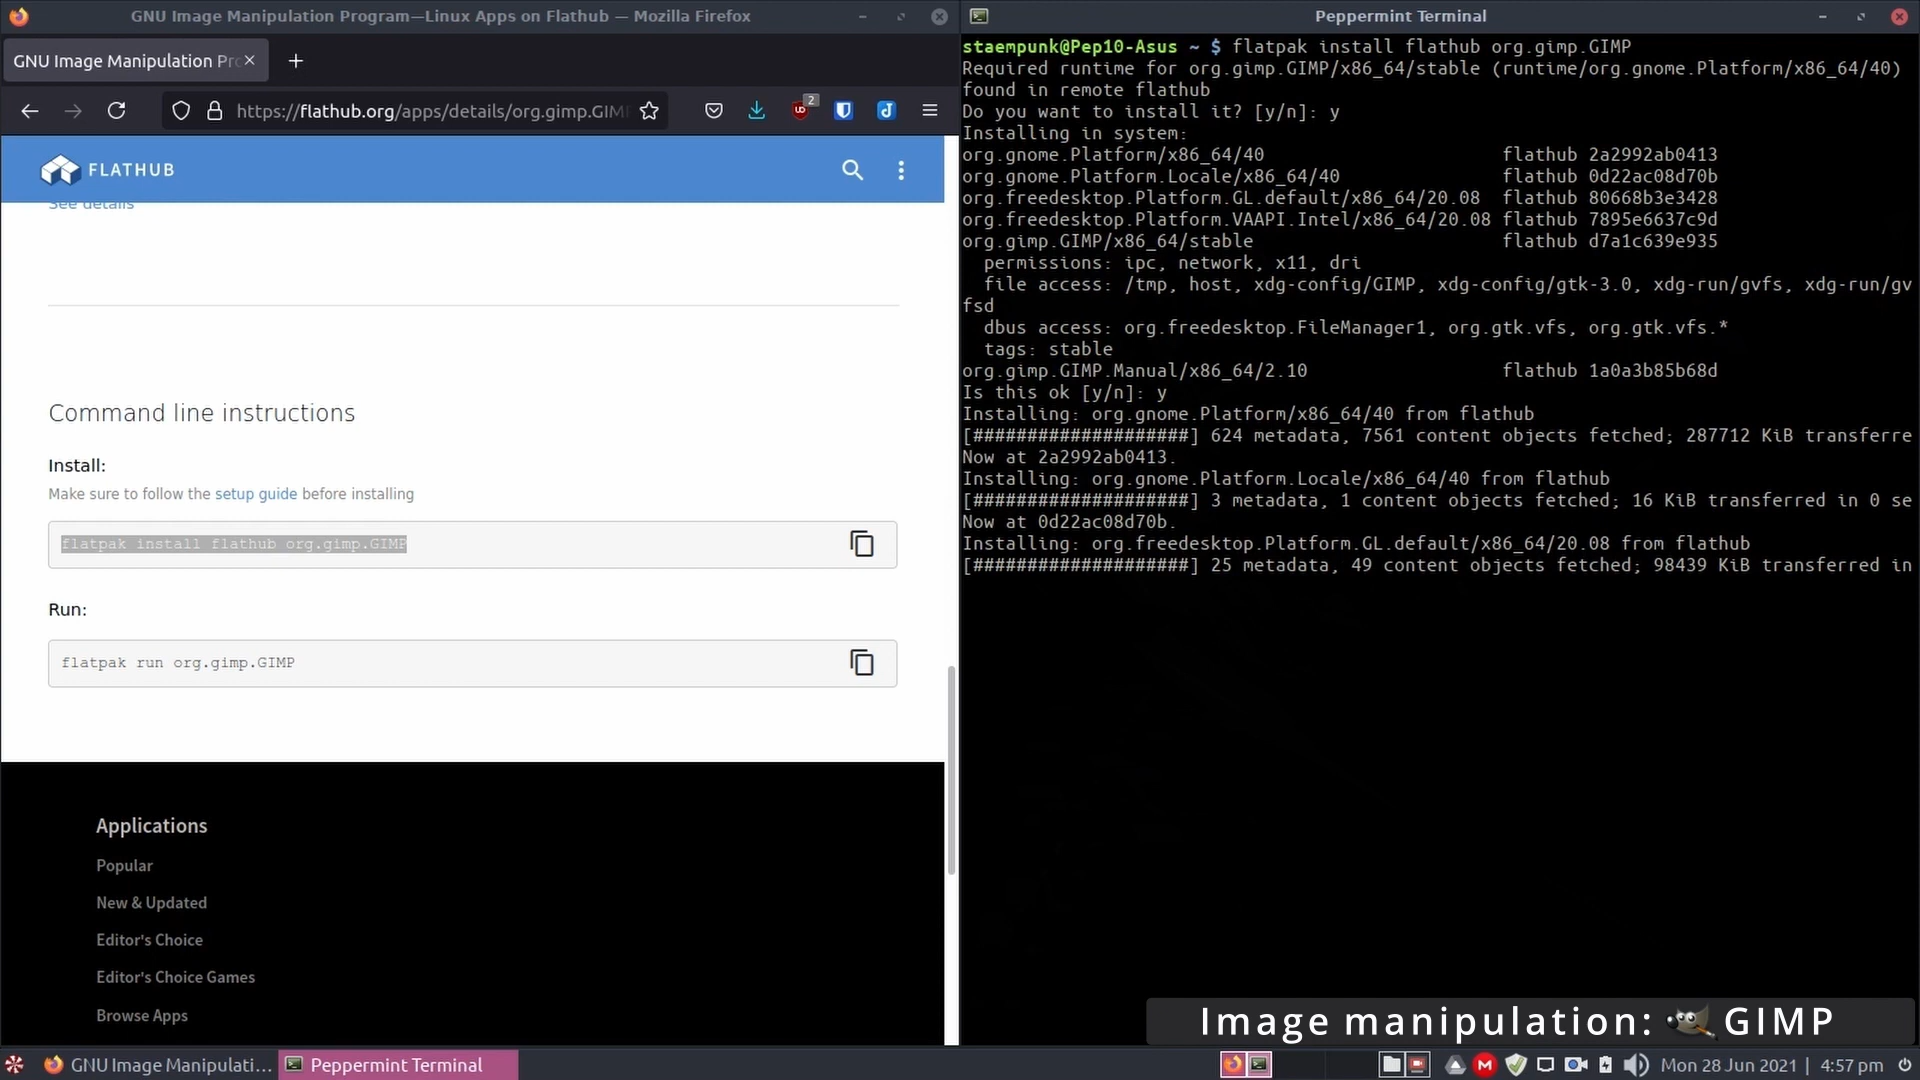 GNU Image Manipulation Program—Linux Apps on Flathub — Mozilla Firefox
GNU Image Manipulation Pro
https://flathub.org/apps/details/org.gimp.GIM
2
FLATHUB
See details
Command line instructions
Install:
Make sure to follow the setup guide before installing
flatpak install flathub org.gimp.GIMP
Run:
flatpak run org.gimp.GIMP
Applications
Popular
New & Updated
Editor's Choice
Editor's Choice Games
Browse Apps
Peppermint Terminal
staempunk@Pep10-Asus ~ $ flatpak install flathub org.gimp.GIMP
Required runtime for org.gimp.GIMP/x86_64/stable (runtime/org.gnome.Platform/x86_64/40)
found in remote flathub
Do you want to install it? [y/n]: y
Installing in system:
org.gnome.Platform/x86_64/40 flathub 2a2992ab0413
org.gnome.Platform.Locale/x86_64/40 flathub 0d22ac08d70b
org.freedesktop.Platform.GL.default/x86_64/20.08 flathub 80668b3e3428
org.freedesktop.Platform.VAAPI.Intel/x86_64/20.08 flathub 7895e6637c9d
org.gimp.GIMP/x86_64/stable flathub d7a1c639e935
permissions: ipc, network, x11, dri
file access: /tmp, host, xdg-config/GIMP, xdg-config/gtk-3.0, xdg-run/gvfs, xdg-run/gv
fsd
dbus access: org.freedesktop.FileManager1, org.gtk.vfs, org.gtk.vfs.*
tags: stable
org.gimp.GIMP.Manual/x86_64/2.10 flathub 1a0a3b85b68d
Is this ok [y/n]: y
Installing: org.gnome.Platform/x86_64/40 from flathub
[####################] 624 metadata, 7561 content objects fetched; 287712 KiB transferre
Now at 2a2992ab0413.
Installing: org.gnome.Platform.Locale/x86_64/40 from flathub
[####################] 3 metadata, 1 content objects fetched; 16 KiB transferred in 0 se
Now at 0d22ac08d70b.
Installing: org.freedesktop.Platform.GL.default/x86_64/20.08 from flathub
[####################] 25 metadata, 49 content objects fetched; 98439 KiB transferred in
Image manipulation: GIMP
GNU Image Manipulati...
Peppermint Terminal
Mon 28 Jun 2021 | 4:57 pm